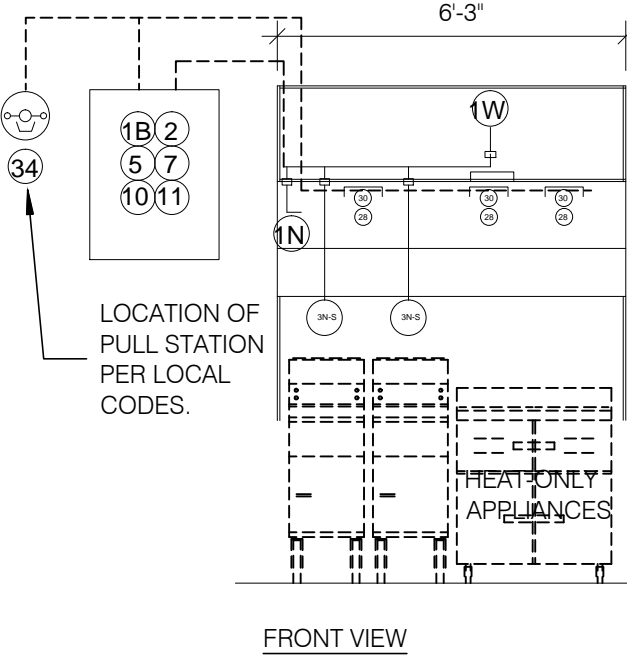 6'-3"
1W
1B 2
34
5 7
10 11
30 30 30
28 28 28
1N
3N-S 3N-S
LOCATION OF
PULL STATION
PER LOCAL
CODES.
HEAT-ONLY
APPLIANCES
FRONT VIEW